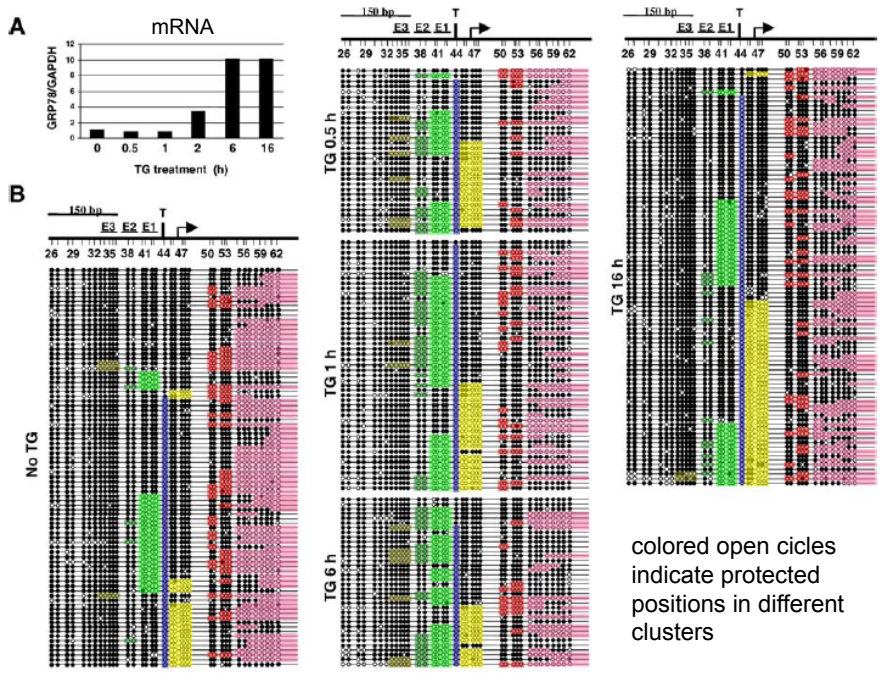 A
mRNA
GRP78/GAPDH
12
10
8
6
4
2
0
0 0.5 1 2 6 16
TG treatment (h)
B
150 bp
T
E3 E2 E1
26 29 32 35 38 41 44 47 50 53 56 59 62
No TG
150 bp
T
E3 E2 E1
26 29 32 35 38 41 44 47 50 53 56 59 62
TG 0.5 h
TG 1 h
TG 6 h
150 bp
T
E3 E2 E1
26 29 32 35 38 41 44 47 50 53 56 59 62
TG 16 h
colored open cicles
indicate protected
positions in different
clusters